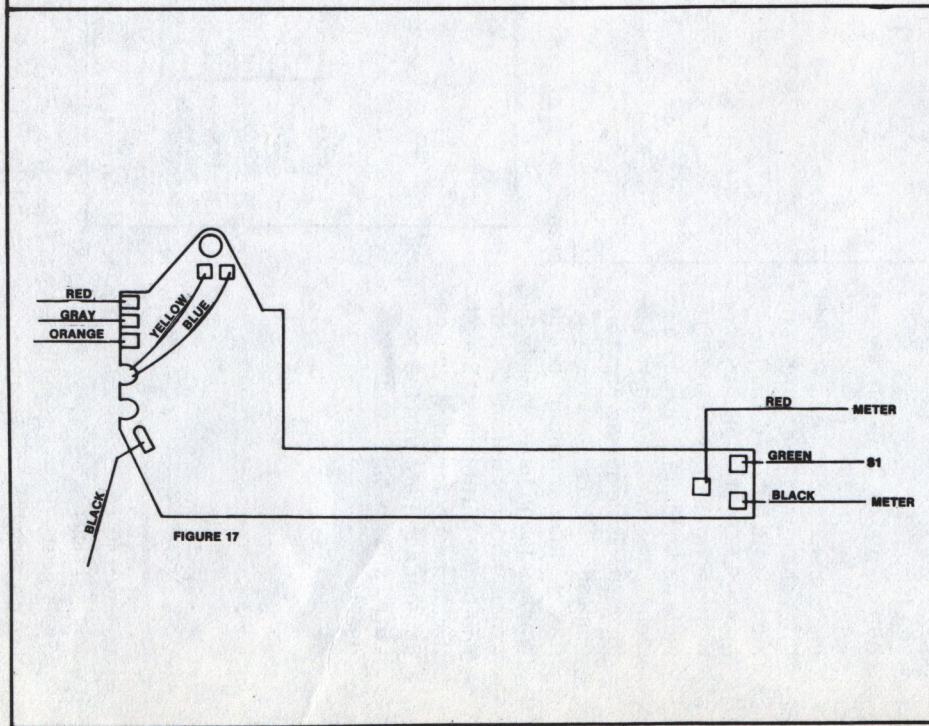 RED
GRAY
ORANGE
YELLOW
BLUE
BLACK
RED METER
GREEN S1
BLACK METER
FIGURE 17